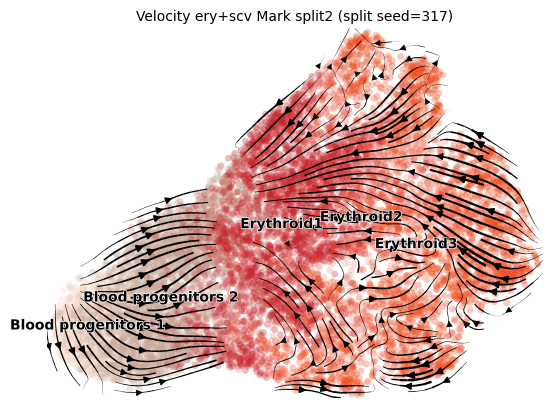 Velocity ery+scv Mark split2 (split seed=317)
Erythroid1
Erythroid2
Erythroid3
Blood progenitors 2
Blood progenitors 1